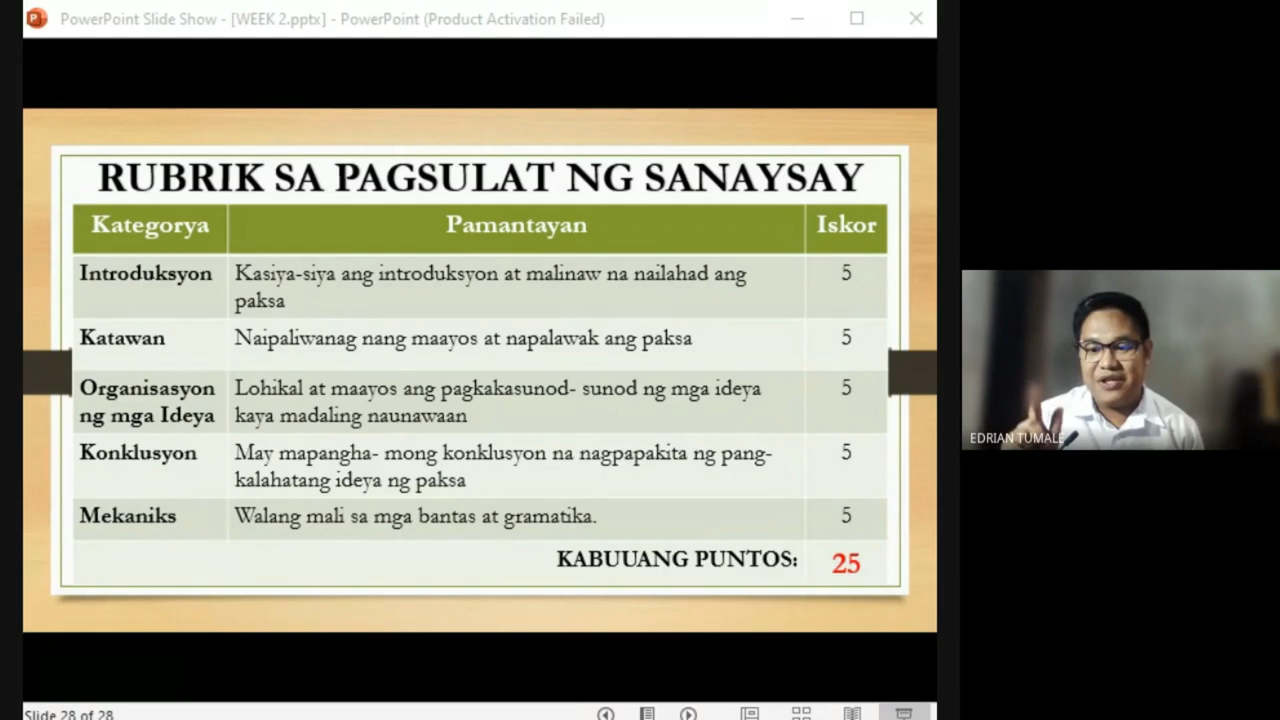 PowerPoint Slide Show - [WEEK 2.pptx] - PowerPoint (Product Activation Failed)
RUBRIK SA PAGSULAT NG SANAYSAY
Kategorya Pamantayan Iskor
Introduksyon Kasiya-siya ang introduksyon at malinaw na nailahad ang 5
paksa
Katawan Naipaliwanag nang maayos at napalawak ang paksa 5
Organisasyon Lohikal at maayos ang pagkakasunod- sunod ng mga ideya 5
ng mga Ideya kaya madaling naunawaan
Konklusyon May mapangha- mong konklusyon na nagpapakita ng pang- 5
kalahatang ideya ng paksa
Mekaniks Walang mali sa mga bantas at gramatika. 5
KABUUANG PUNTOS: 25
EDRIAN TUMALE
Slide 28 of 28